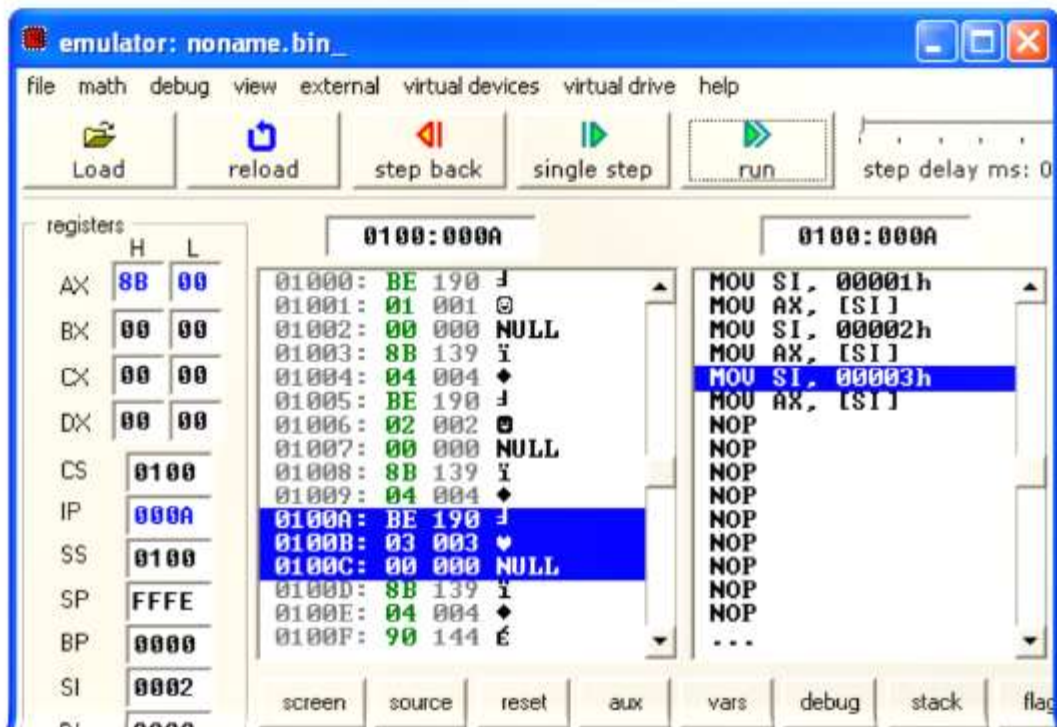 emulator: noname.bin_
file math debug view external virtual devices virtual drive help
Load reload step back single step run step delay ms: 0
registers
H L
0100:000A 0100:000A
AX 8B 00
BX 00 00
CX 00 00
DX 00 00
CS 0100
IP 000A
SS 0100
SP FFFE
BP 0000
SI 0002
01000: BE 190 ╛
01001: 01 001 ☺
01002: 00 000 NULL
01003: 8B 139 ï
01004: 04 004 ♦
01005: BE 190 ╛
01006: 02 002 ☻
01007: 00 000 NULL
01008: 8B 139 ï
01009: 04 004 ♦
0100A: BE 190 ╛
0100B: 03 003 ♥
0100C: 00 000 NULL
0100D: 8B 139 ï
0100E: 04 004 ♦
0100F: 90 144 É
MOV SI, 00001h
MOV AX, [SI]
MOV SI, 00002h
MOV AX, [SI]
MOV SI, 00003h
MOV AX, [SI]
NOP
NOP
NOP
NOP
NOP
NOP
NOP
NOP
NOP
...
screen source reset aux vars debug stack flag